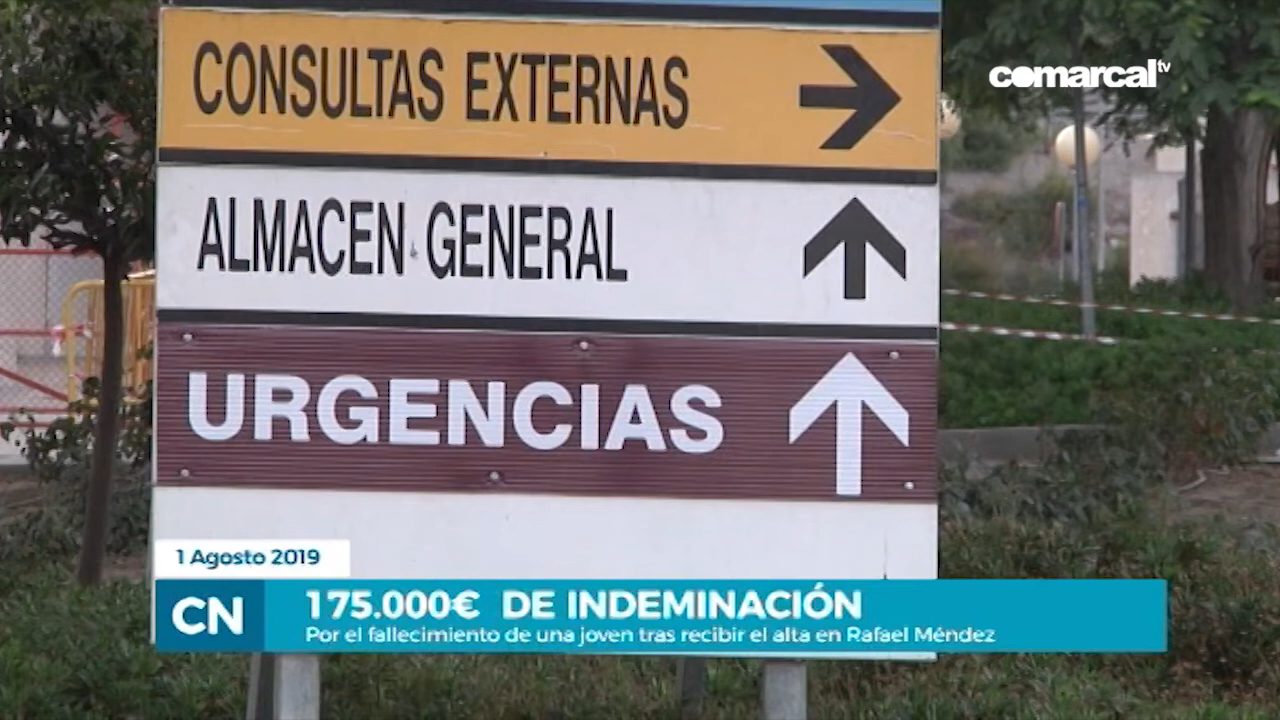 CONSULTAS EXTERNAS
comarcal tv
ALMACEN GENERAL
URGENCIAS
1 Agosto 2019
CN
175.000€ DE INDEMINACIÓN
Por el fallecimiento de una joven tras recibir el alta en Rafael Méndez